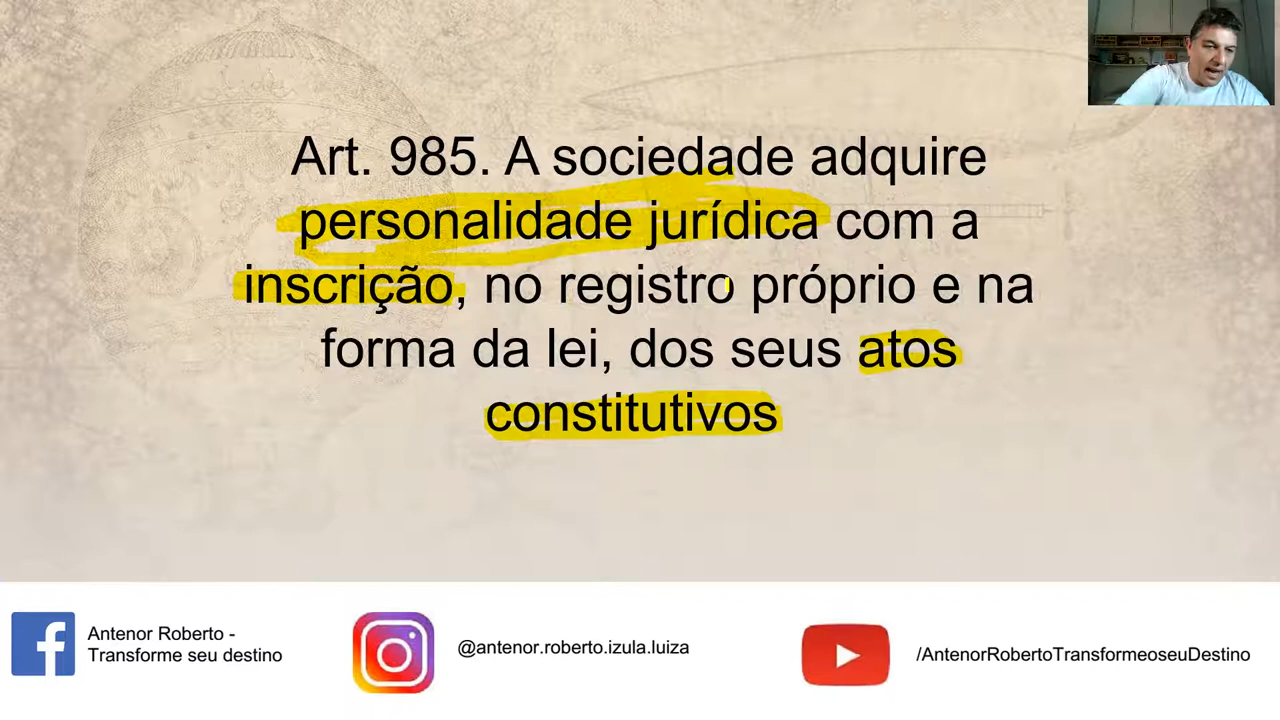 Art. 985. A sociedade adquire
personalidade jurídica com a
inscrição, no registro próprio e na
forma da lei, dos seus atos
constitutivos
Antenor Roberto -
Transforme seu destino
@antenor.roberto.izula.luiza
/AntenorRobertoTransformeoseuDestino